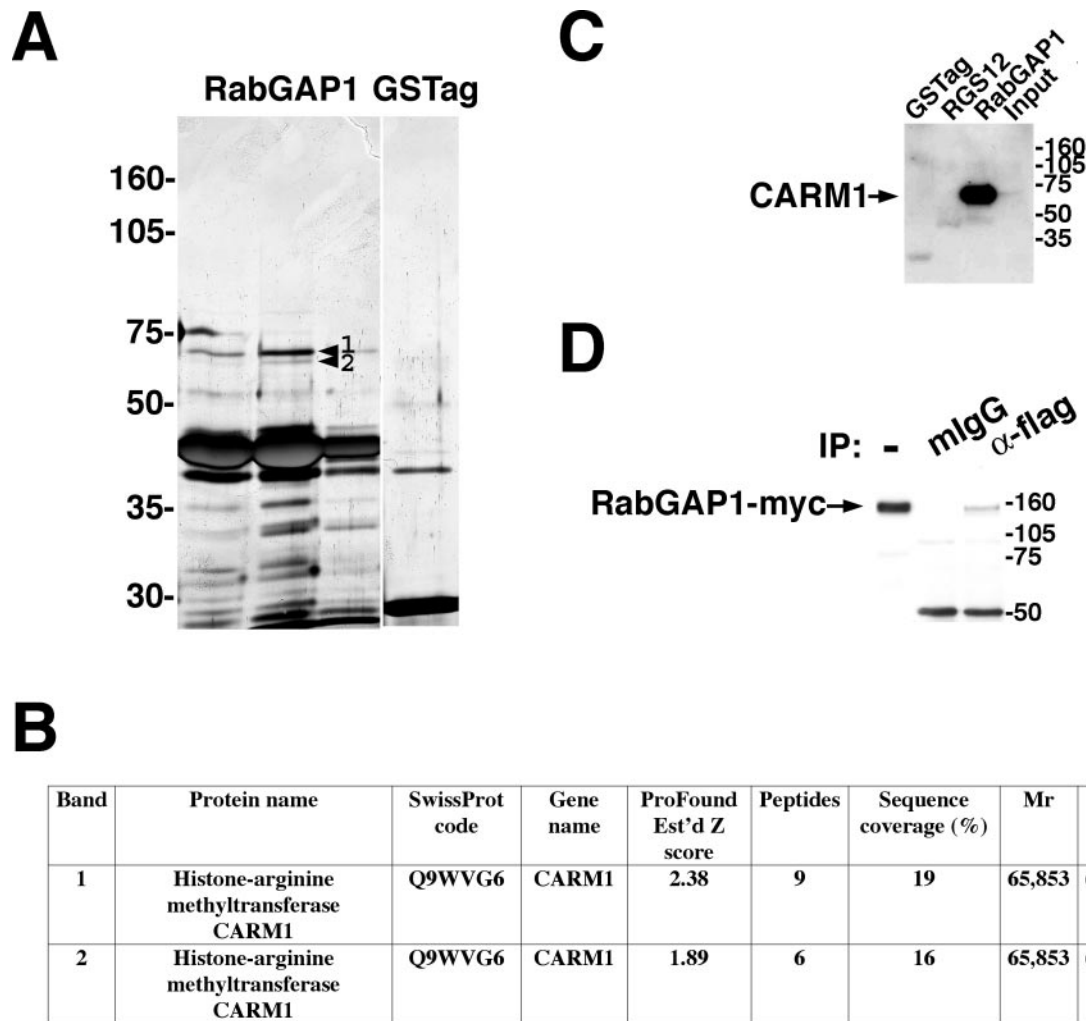 A
RabGAP1 GSTag
160-
105-
75-
1
2
50-
35-
30-
C
GSTag
RGS12
RabGAP1
Input
-160
-105
-75
-50
-35
CARM1
D
IP: - mIgG α-flag
RabGAP1-myc
-160
-105
-75
-50
B
Band Protein name SwissProt code Gene name ProFound Est'd Z score Peptides Sequence coverage (%) Mr
1 Histone-arginine methyltransferase CARM1 Q9WVG6 CARM1 2.38 9 19 65,853
2 Histone-arginine methyltransferase CARM1 Q9WVG6 CARM1 1.89 6 16 65,853